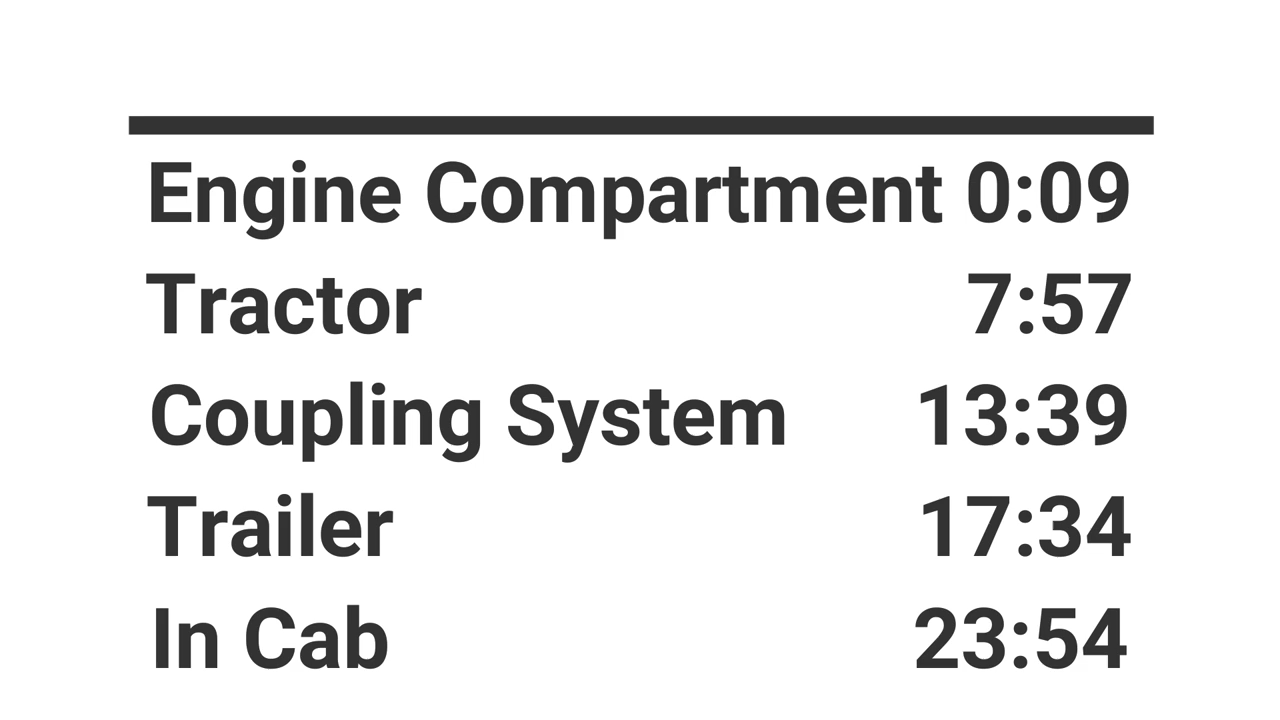 Engine Compartment 0:09
Tractor 7:57
Coupling System 13:39
Trailer 17:34
In Cab 23:54